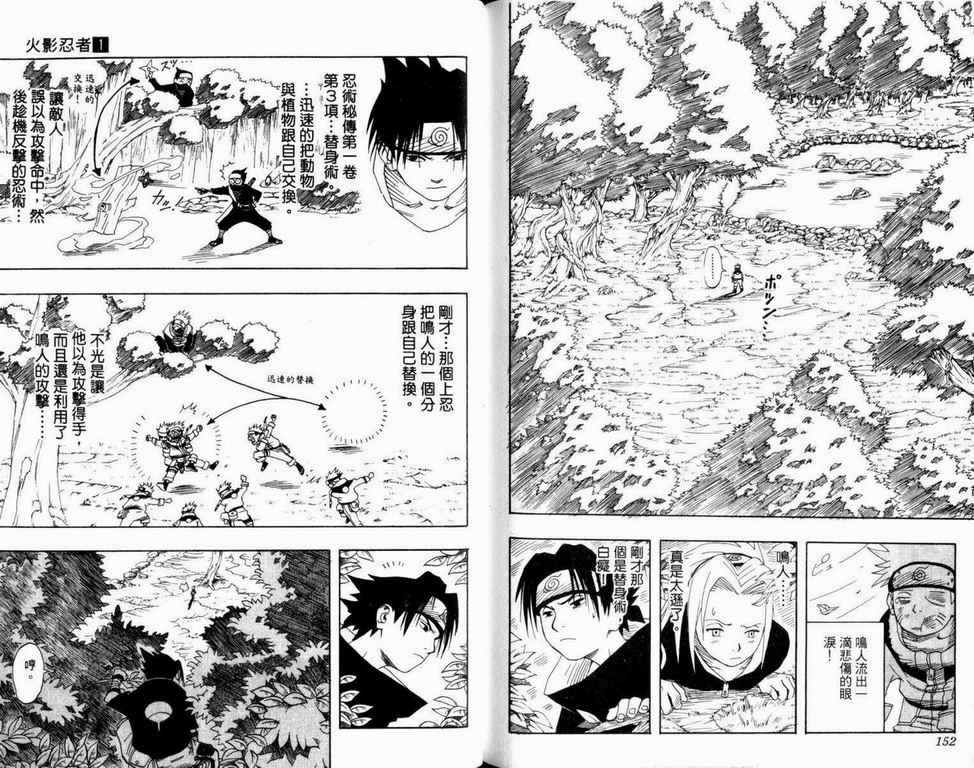 ……
ポツン…
鳴人流出一
滴悲傷的眼
淚！
鳴人……
真是太遜了。
剛才那
個是替身術
白癡！
152
火影忍者1
忍術秘傳第一卷
第3項…替身術。
…迅速的把動物
與植物跟自己交換。
迅速的
交換！
讓敵人
誤以為攻擊命中，然
後趁機反擊的忍術…
カッ!
剛才…那個上忍
把鳴人的一個分
身跟自己替換。
迅速的替換
不光是讓
他以為攻擊得手，
而且還是利用了
鳴人的攻擊……
哼。